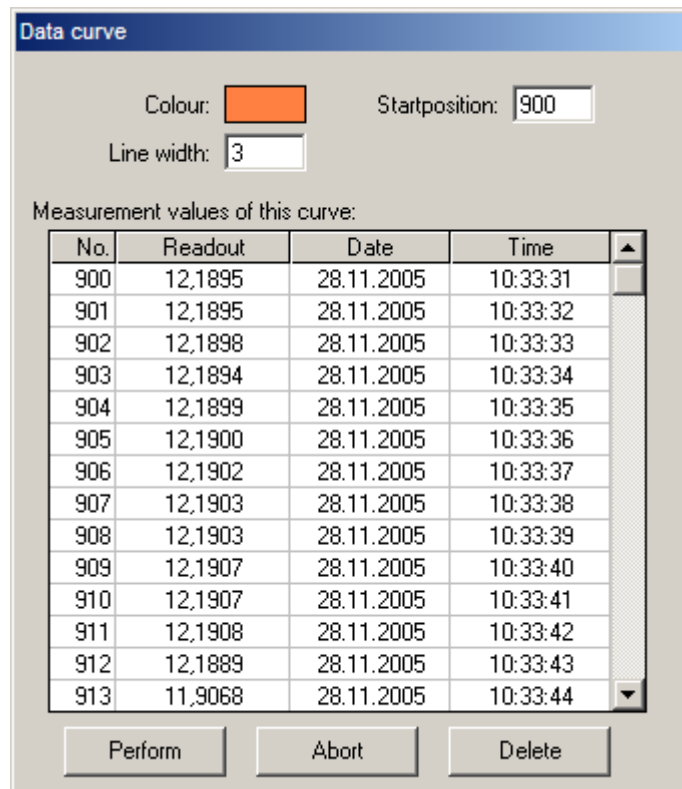 Data curve
Colour: Startposition: 900
Line width: 3
Measurement values of this curve:
No. Readout Date Time
900 12,1895 28.11.2005 10:33:31
901 12,1895 28.11.2005 10:33:32
902 12,1898 28.11.2005 10:33:33
903 12,1894 28.11.2005 10:33:34
904 12,1899 28.11.2005 10:33:35
905 12,1900 28.11.2005 10:33:36
906 12,1902 28.11.2005 10:33:37
907 12,1903 28.11.2005 10:33:38
908 12,1903 28.11.2005 10:33:39
909 12,1907 28.11.2005 10:33:40
910 12,1907 28.11.2005 10:33:41
911 12,1908 28.11.2005 10:33:42
912 12,1889 28.11.2005 10:33:43
913 11,9068 28.11.2005 10:33:44
Perform Abort Delete